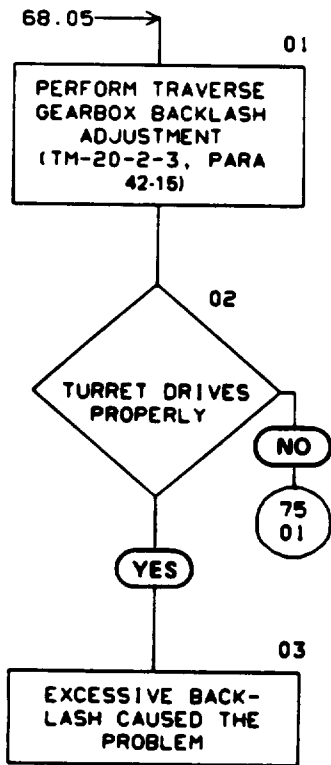 68.05
01
PERFORM TRAVERSE
GEARBOX BACKLASH
ADJUSTMENT
(TM-20-2-3, PARA
42-15)
02
TURRET DRIVES
PROPERLY
NO
75
01
YES
03
EXCESSIVE BACK-
LASH CAUSED THE
PROBLEM